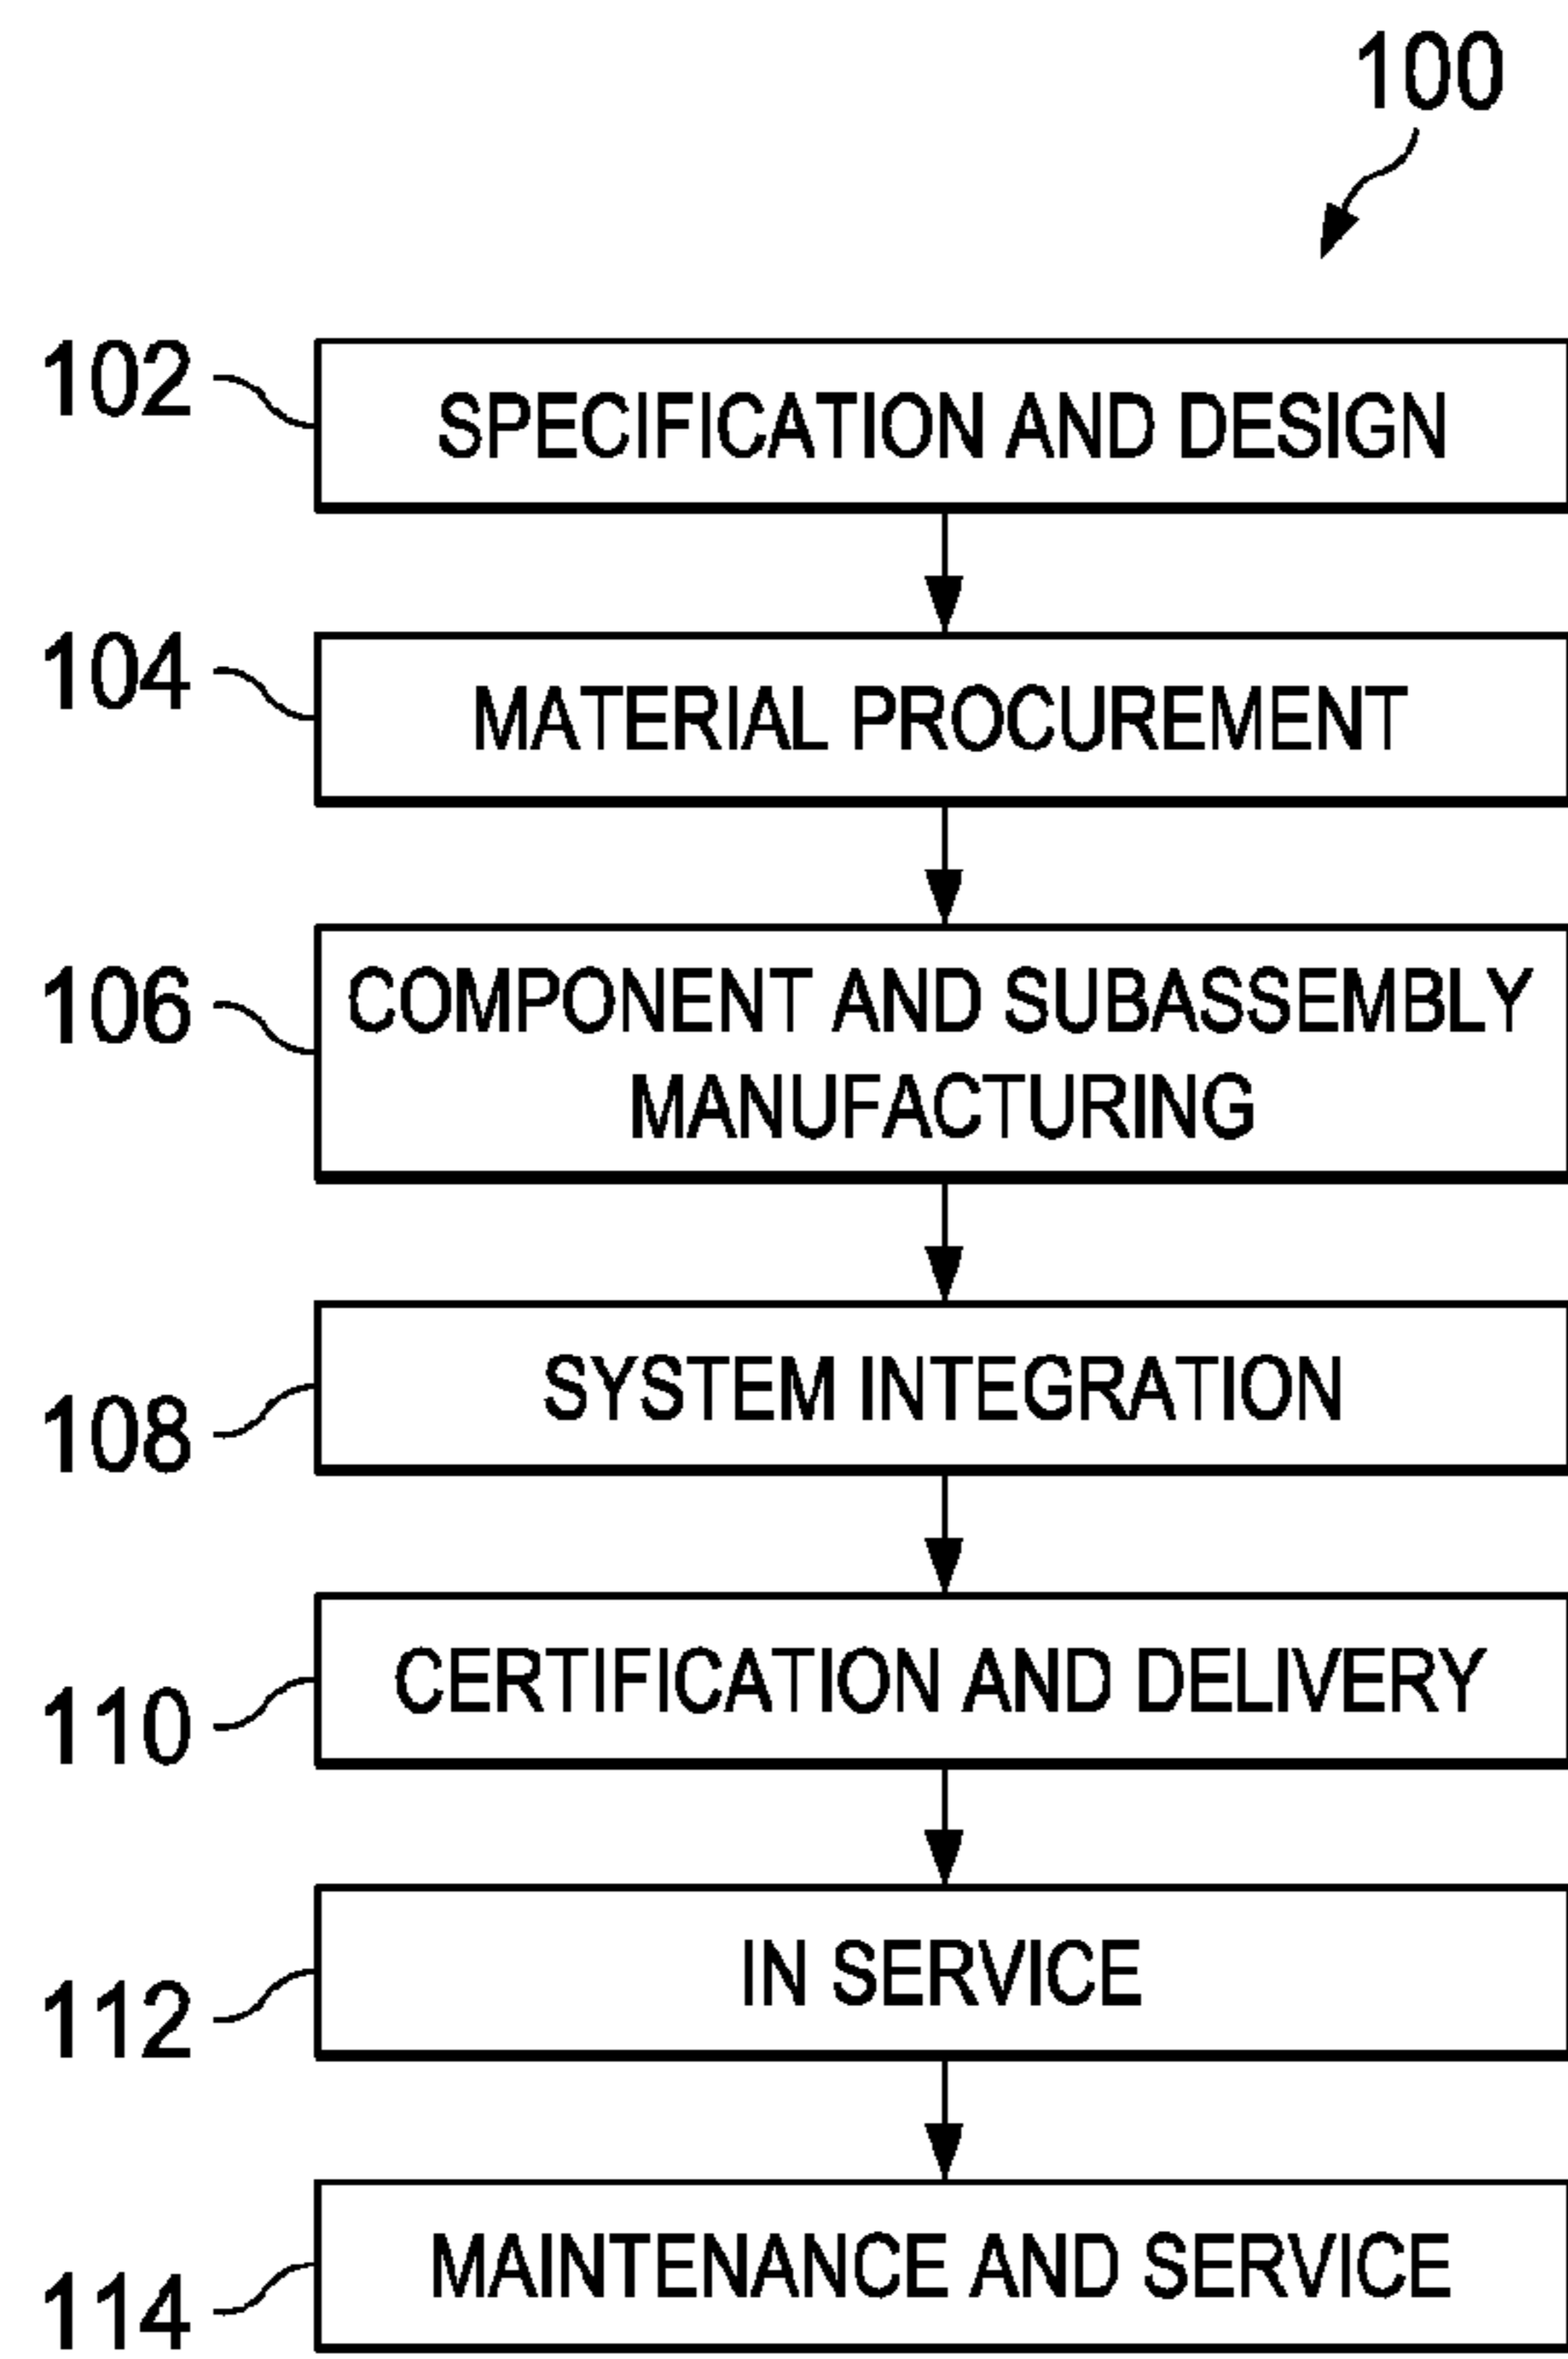 100
102
SPECIFICATION AND DESIGN
104
MATERIAL PROCUREMENT
106
COMPONENT AND SUBASSEMBLY
MANUFACTURING
108
SYSTEM INTEGRATION
110
CERTIFICATION AND DELIVERY
112
IN SERVICE
114
MAINTENANCE AND SERVICE